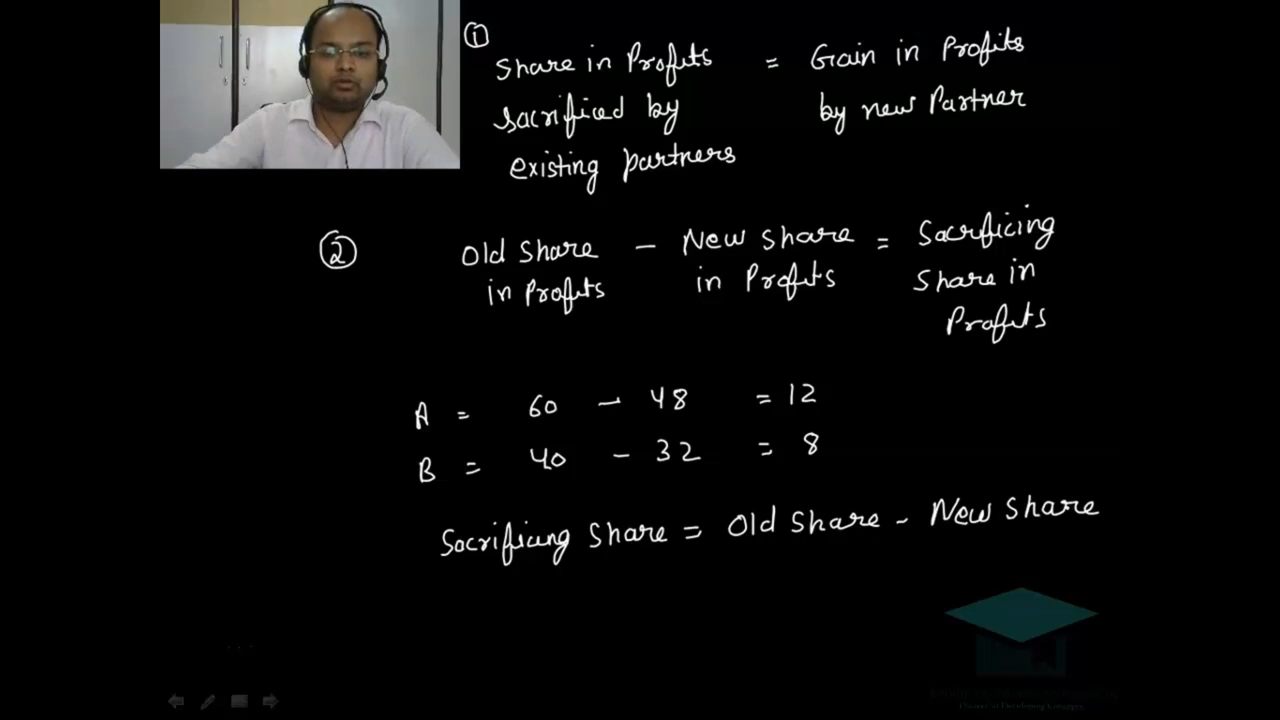 ①
Share in Profits = Gain in Profits
sacrificed by by new Partner
existing partners
② Old Share - New Share = Sacrificing
in Profits in Profits Share in
Profits
A = 60 - 48 = 12
B = 40 - 32 = 8
Sacrificing Share = Old Share - New Share